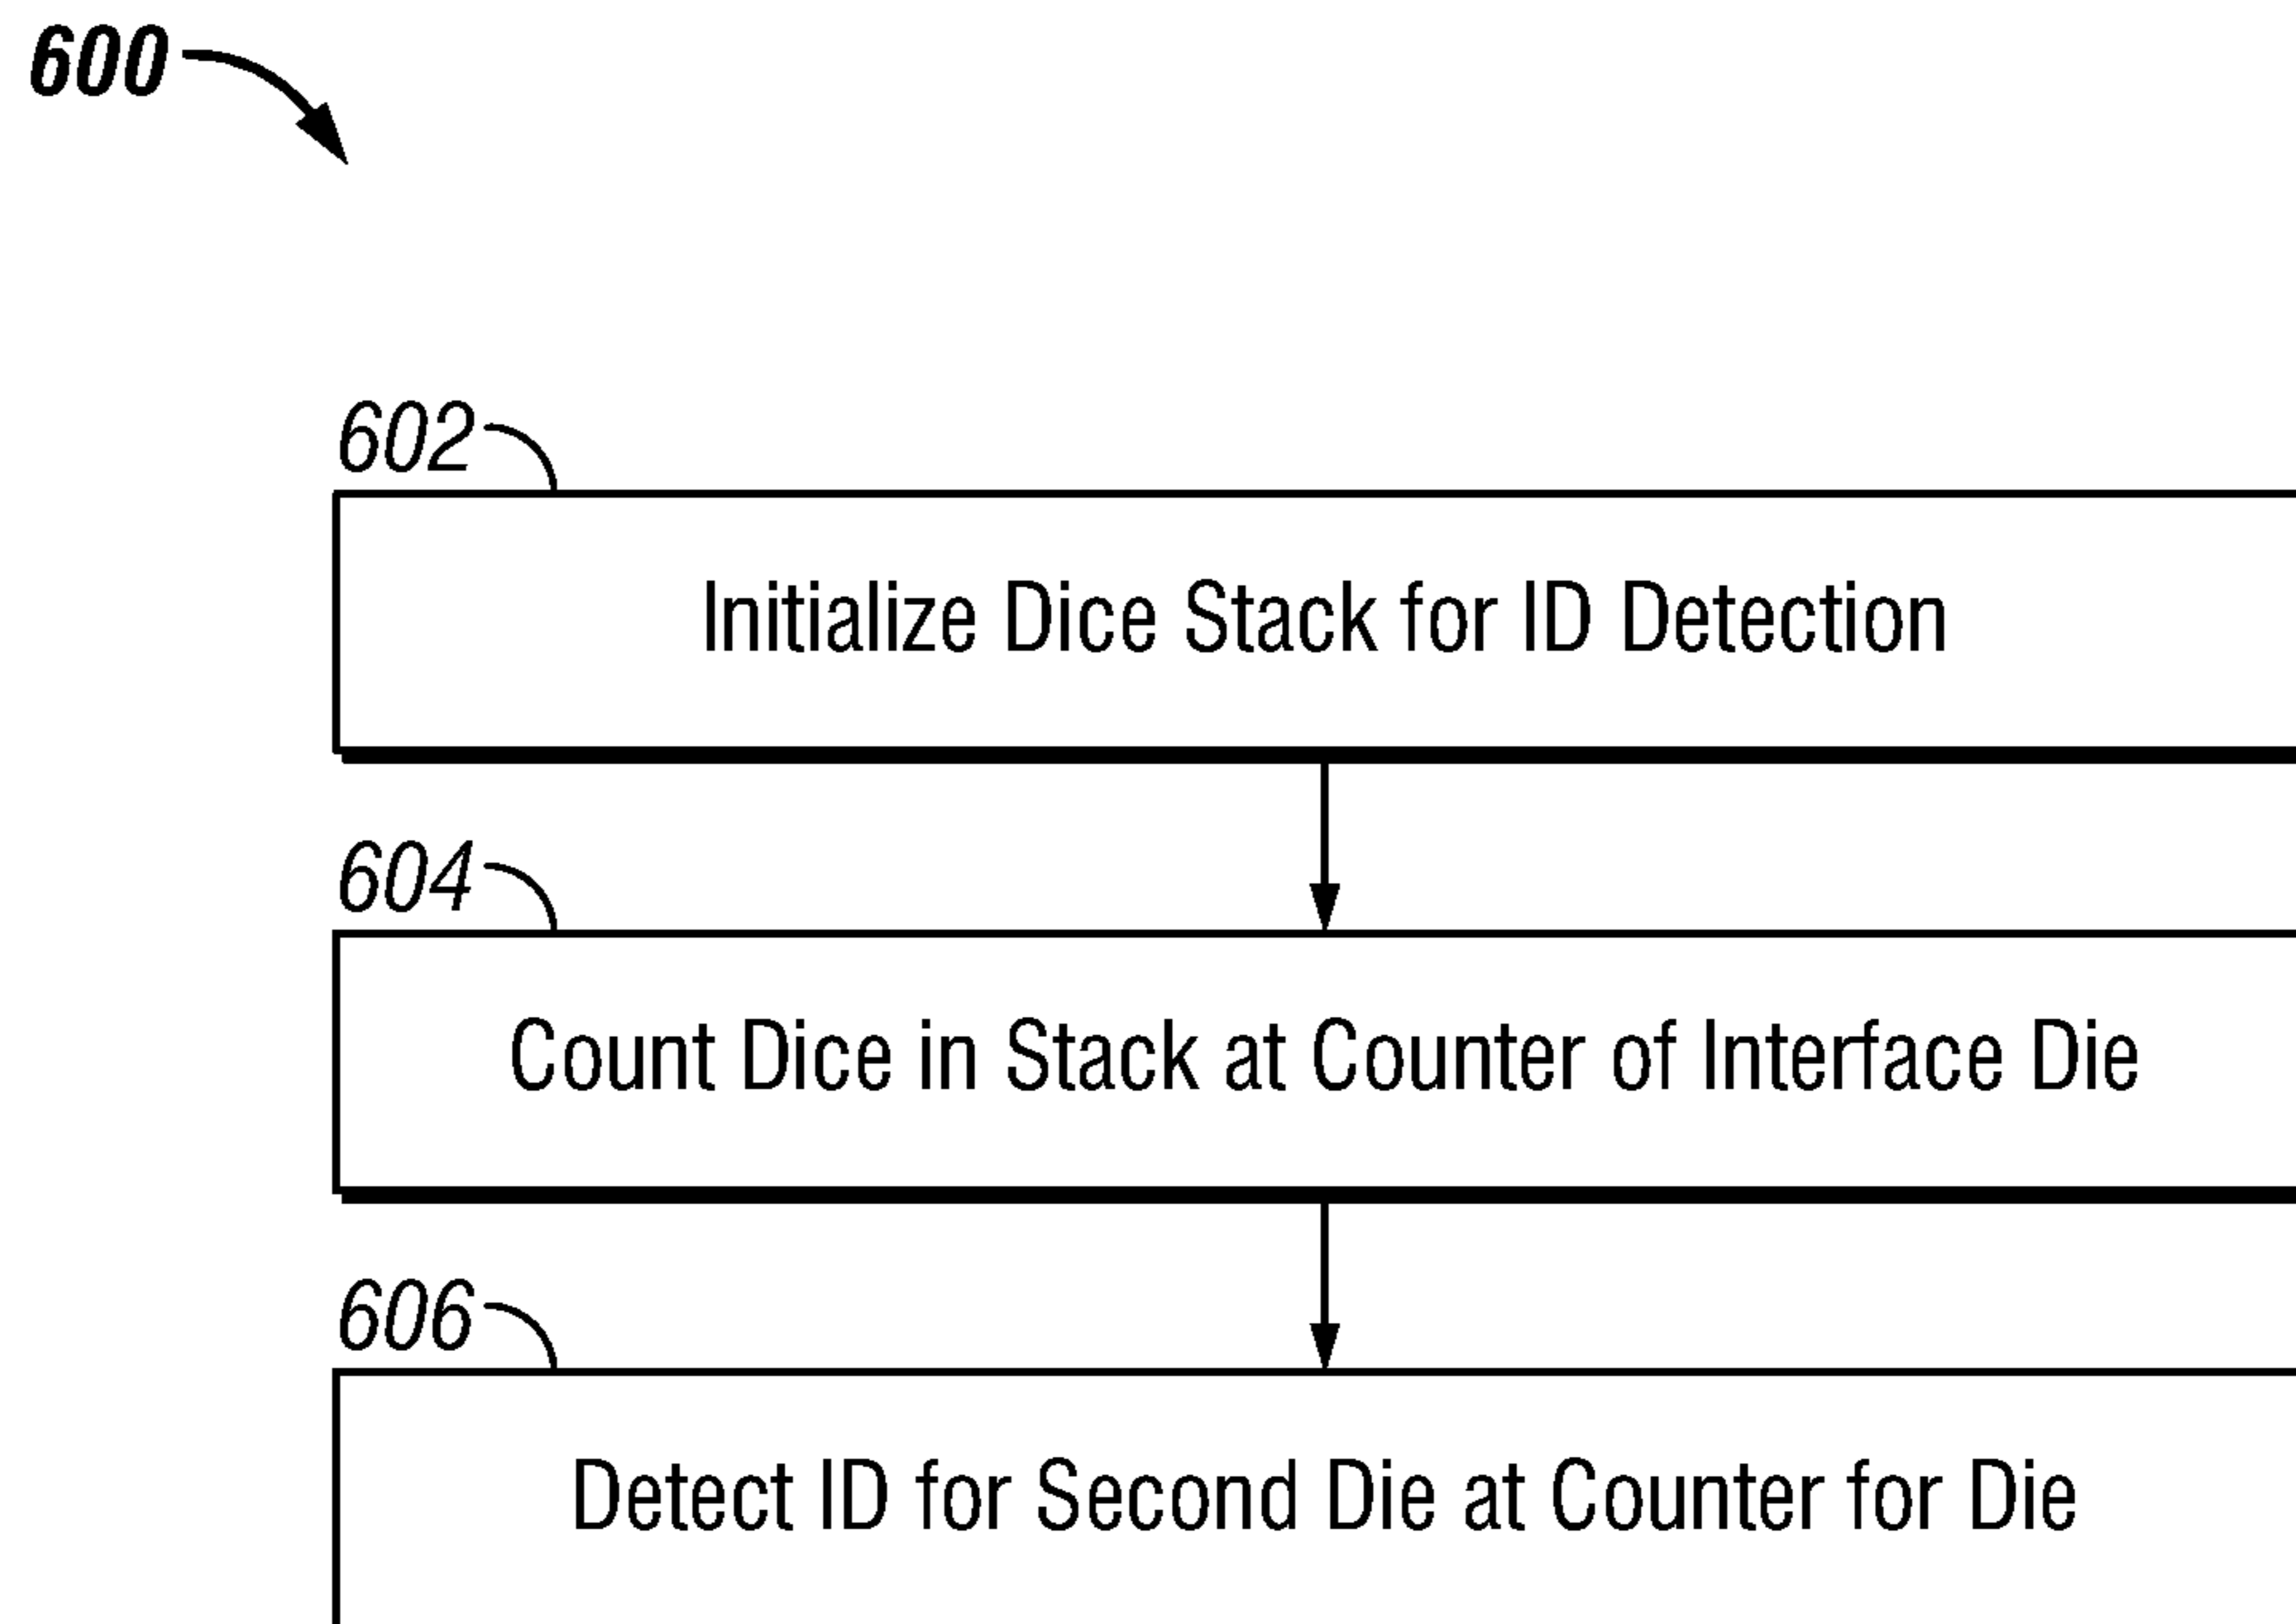 600
602
Initialize Dice Stack for ID Detection
604
Count Dice in Stack at Counter of Interface Die
606
Detect ID for Second Die at Counter for Die